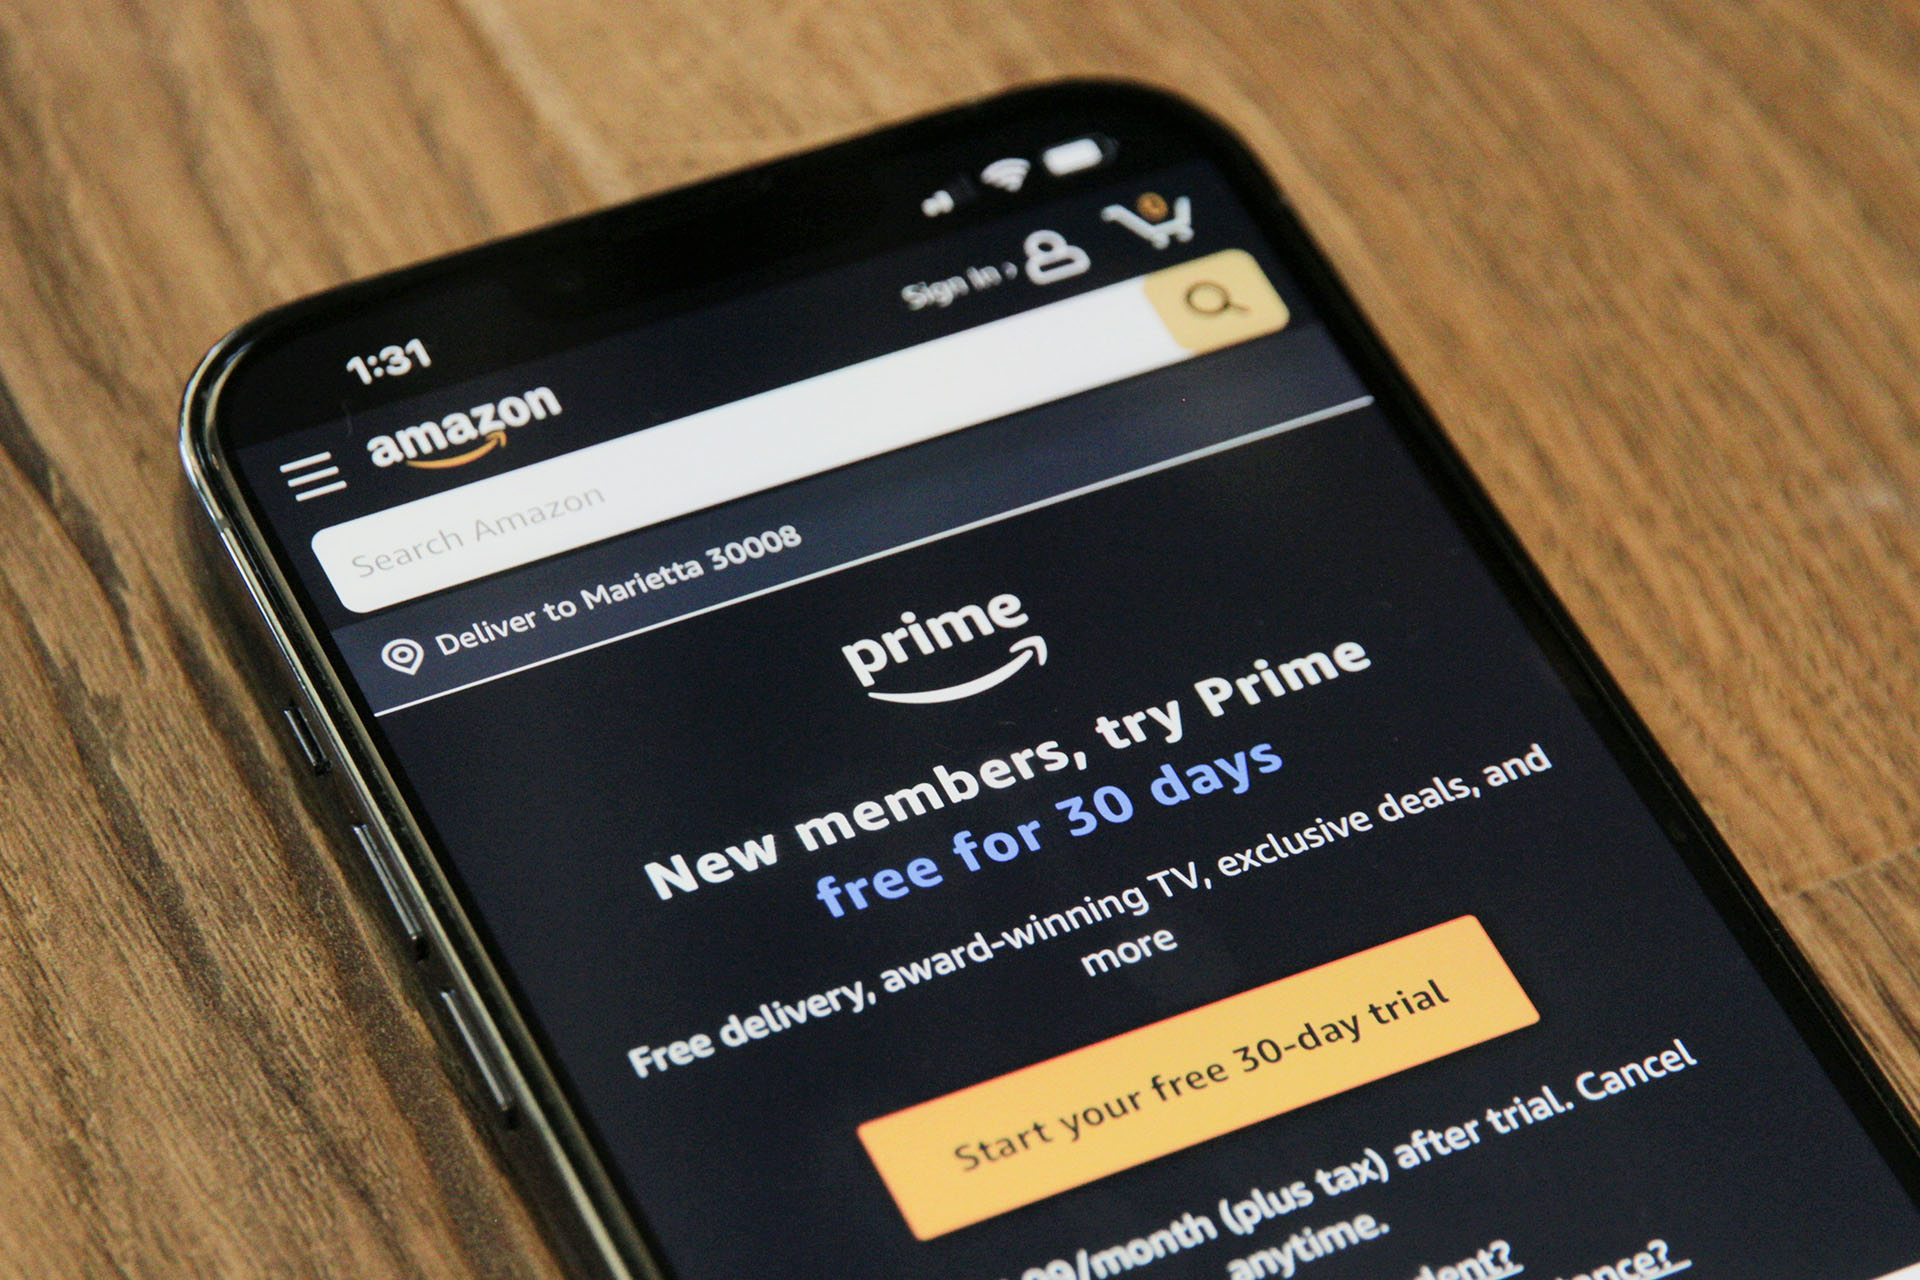 1:31
amazon
Sign in ›
0
Search Amazon
Deliver to Marietta 30008
prime
New members, try Prime
free for 30 days
Free delivery, award-winning TV, exclusive deals, and
more
Start your free 30-day trial
99/month (plus tax) after trial. Cancel
anytime.